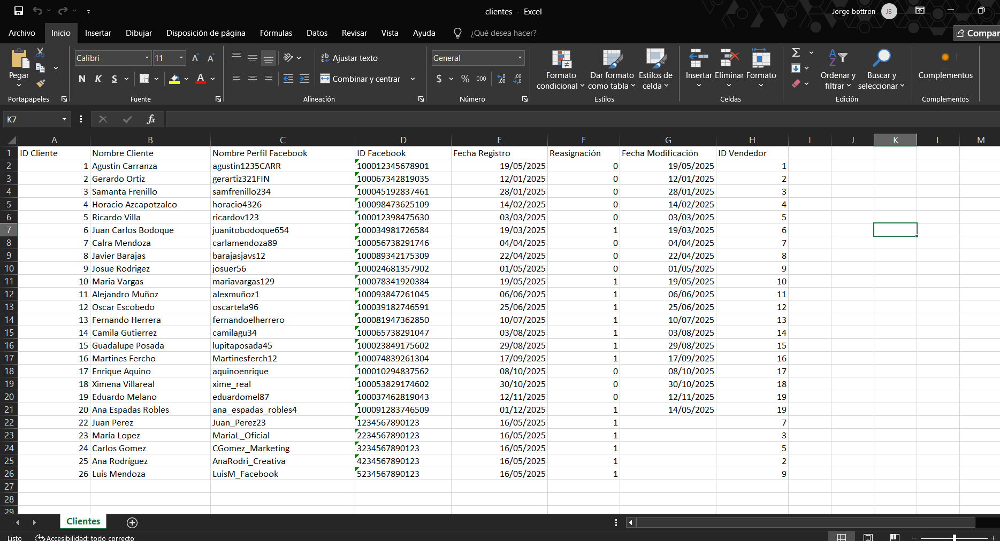 clientes - Excel
Jorge bottron JB
Archivo Inicio Insertar Dibujar Disposición de página Fórmulas Datos Revisar Vista Ayuda ¿Qué desea hacer? Compar
Pegar
Portapapeles
Calibri 11
N K S A
Fuente
ab Ajustar texto
Combinar y centrar
Alineación
General
$ % 000
Número
Formato condicional
Dar formato como tabla
Estilos de celda
Estilos
Insertar Eliminar Formato
Celdas
Ordenar y filtrar
Buscar y seleccionar
Edición
Complementos
Complementos
K7 fx
A B C D E F G H I J K L M
1 ID Cliente Nombre Cliente Nombre Perfil Facebook ID Facebook Fecha Registro Reasignación Fecha Modificación ID Vendedor
2 1 Agustin Carranza agustin1235CARR 100012345678901 19/05/2025 0 19/05/2025 1
3 2 Gerardo Ortiz gerartiz321FIN 100067342819035 12/01/2025 0 12/01/2025 2
4 3 Samanta Frenillo samfrenillo234 100045192837461 28/01/2025 0 28/01/2025 3
5 4 Horacio Azcapotzalco horacio4326 100098473625109 14/02/2025 0 14/02/2025 4
6 5 Ricardo Villa ricardov123 100012398475630 03/03/2025 0 03/03/2025 5
7 6 Juan Carlos Bodoque juanitobodoque654 100034981726584 19/03/2025 1 19/03/2025 6
8 7 Calra Mendoza carlamendoza89 100056738291746 04/04/2025 0 04/04/2025 7
9 8 Javier Barajas barajasjavs12 100089342175309 22/04/2025 0 22/04/2025 8
10 9 Josue Rodrigez josuer56 100024681357902 01/05/2025 0 01/05/2025 9
11 10 Maria Vargas mariavargas129 100078341920384 19/05/2025 1 19/05/2025 10
12 11 Alejandro Muñoz alexmuñoz1 100093847261045 06/06/2025 1 06/06/2025 11
13 12 Oscar Escobedo oscartela96 100039182746591 25/06/2025 1 25/06/2025 12
14 13 Fernando Herrera fernandoelherrero 100081947362850 10/07/2025 1 10/07/2025 13
15 14 Camila Gutierrez camilagu34 100065738291047 03/08/2025 1 03/08/2025 14
16 15 Guadalupe Posada lupitaposada45 100023849175602 29/08/2025 1 29/08/2025 15
17 16 Martines Fercho Martinesferch12 100074839261304 17/09/2025 1 17/09/2025 16
18 17 Enrique Aquino aquinoenrique 100010294837562 08/10/2025 0 08/10/2025 17
19 18 Ximena Villareal xime_real 100053829174602 30/10/2025 0 30/10/2025 18
20 19 Eduardo Melano eduardomel87 100037462819043 12/11/2025 0 12/11/2025 19
21 20 Ana Espadas Robles ana_espadas_robles4 100091283746509 01/12/2025 1 14/05/2025 19
22 22 Juan Perez Juan_Perez23 1234567890123 16/05/2025 1 7
23 23 María Lopez MariaL_Oficial 2234567890123 16/05/2025 1 3
24 24 Carlos Gomez CGomez_Marketing 3234567890123 16/05/2025 1 5
25 25 Ana Rodríguez AnaRodri_Creativa 4234567890123 16/05/2025 1 2
26 26 Luis Mendoza LuisM_Facebook 5234567890123 16/05/2025 1 9
27
28
29
Clientes
Listo Accesibilidad: todo correcto